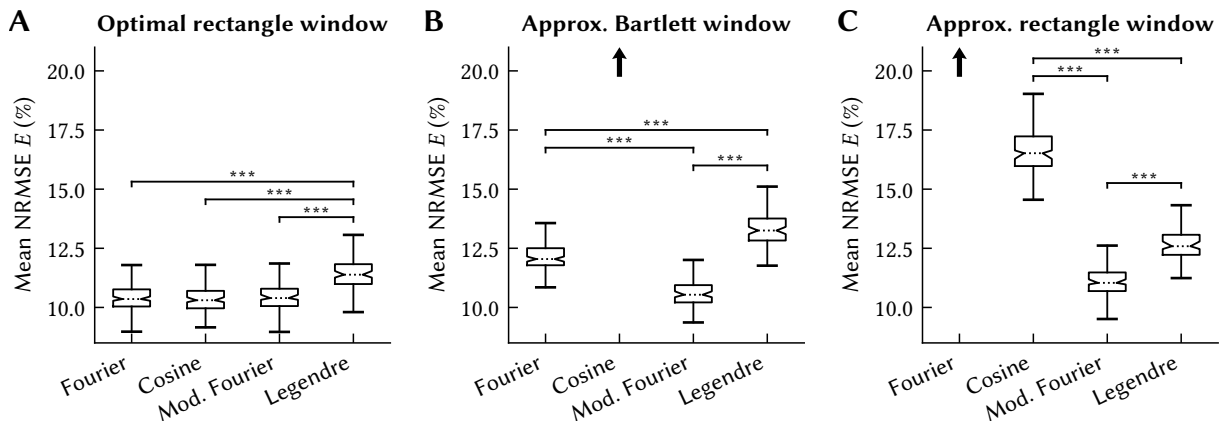 A Optimal rectangle window
Mean NRMSE E (%)
20.0
17.5
15.0
12.5
10.0
***
***
***
Fourier
Cosine
Mod. Fourier
Legendre
B Approx. Bartlett window
Mean NRMSE E (%)
20.0
17.5
15.0
12.5
10.0
***
***
***
Fourier
Cosine
Mod. Fourier
Legendre
C Approx. rectangle window
Mean NRMSE E (%)
20.0
17.5
15.0
12.5
10.0
***
***
***
Fourier
Cosine
Mod. Fourier
Legendre